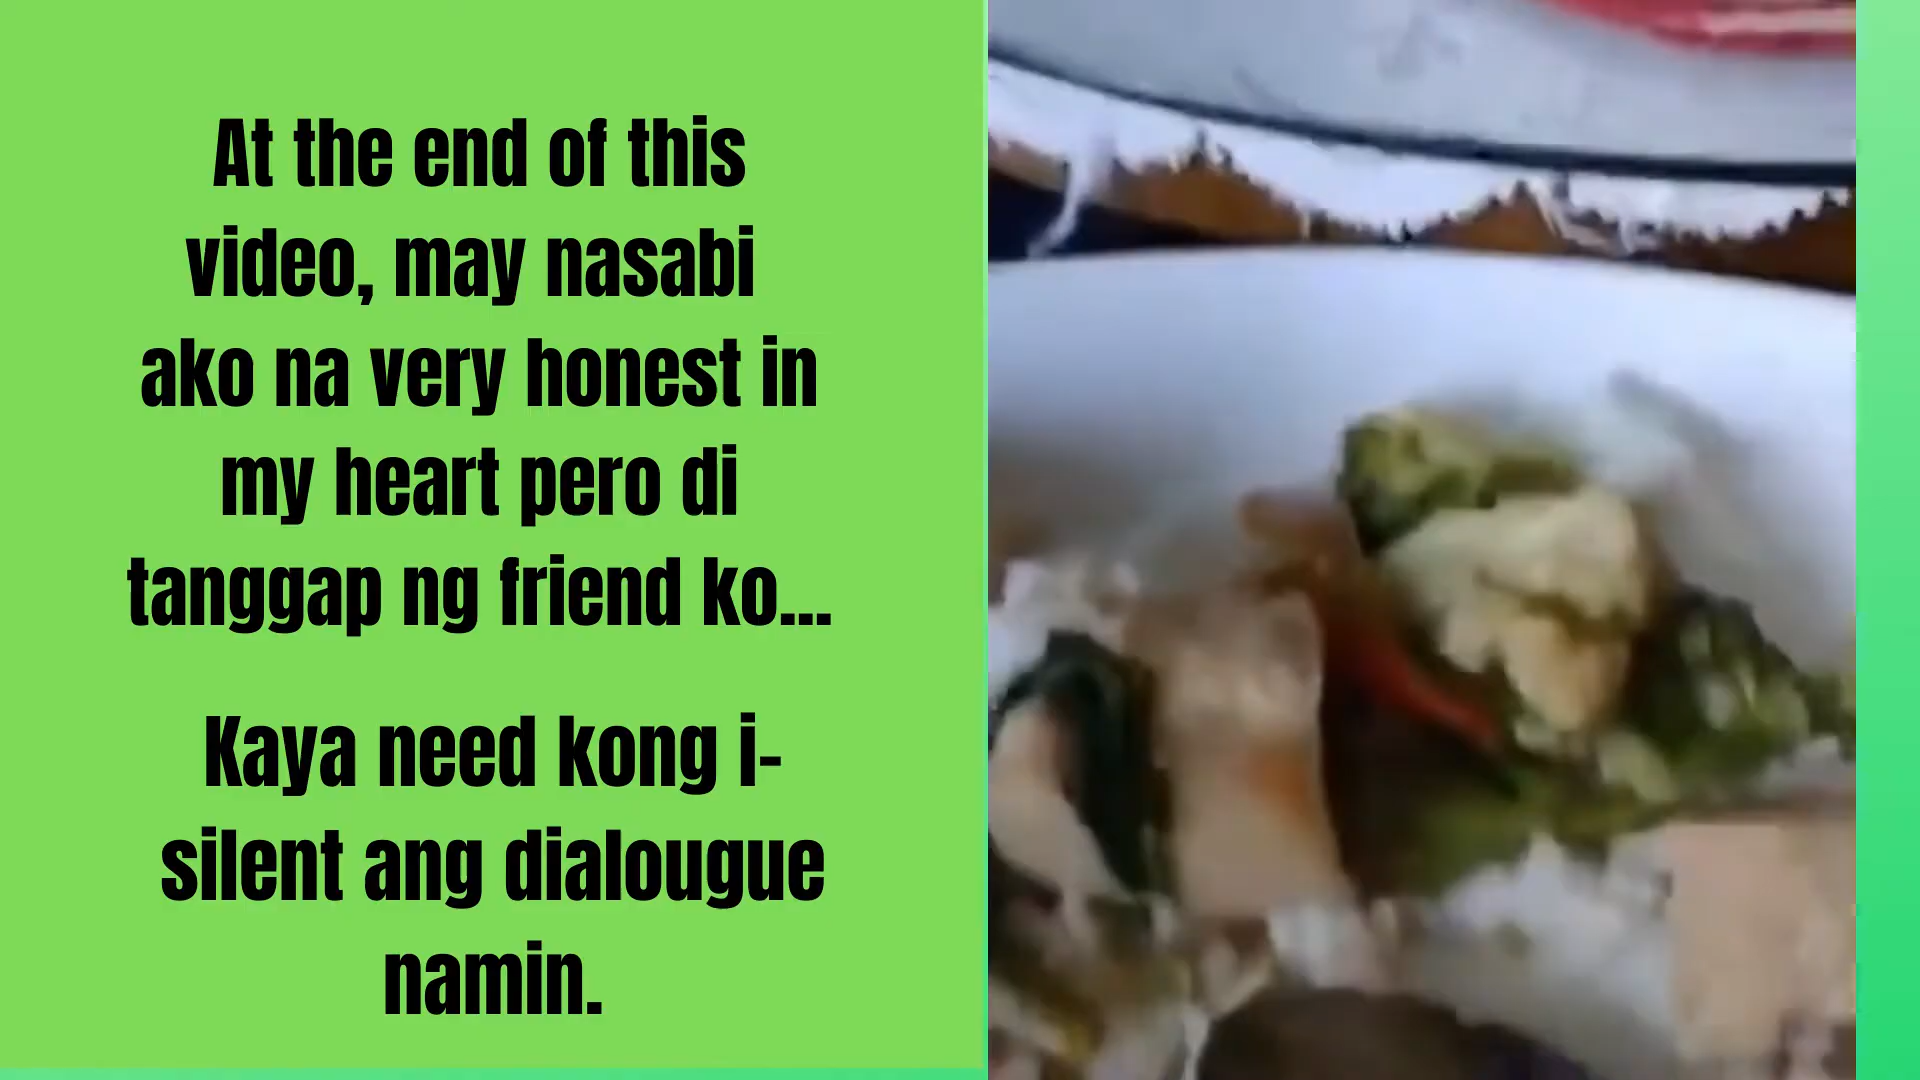 At the end of this
video, may nasabi
ako na very honest in
my heart pero di
tanggap ng friend ko...
Kaya need kong i-
silent ang dialougue
namin.